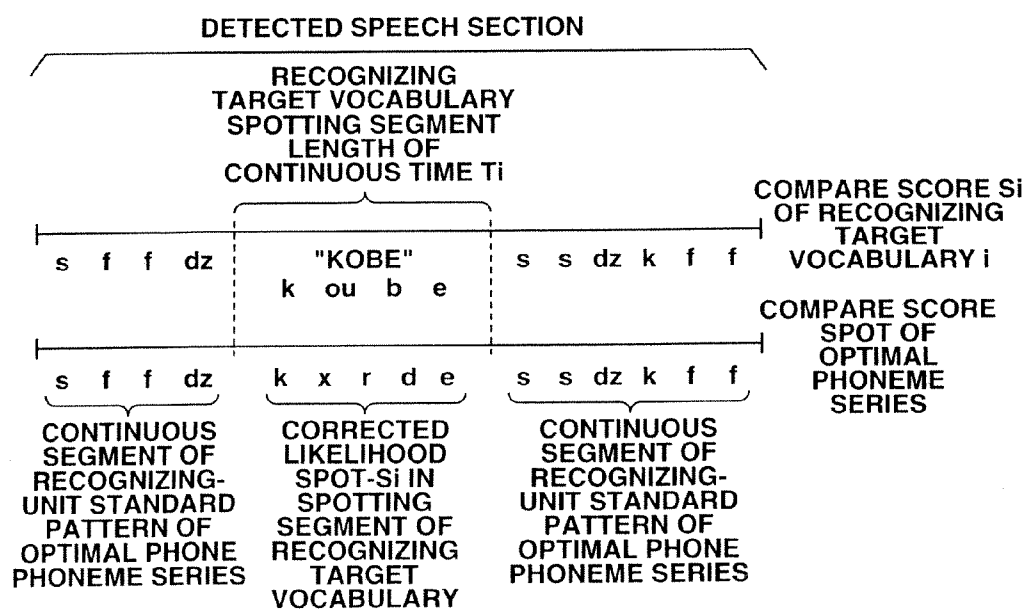 DETECTED SPEECH SECTION
RECOGNIZING
TARGET VOCABULARY
SPOTTING SEGMENT
LENGTH OF
CONTINUOUS TIME Ti
COMPARE SCORE Si
OF RECOGNIZING
TARGET
VOCABULARY i
s f f dz "KOBE" s s dz k f f
k ou b e
COMPARE SCORE
SPOT OF
OPTIMAL
PHONEME
SERIES
s f f dz k x r d e s s dz k f f
CONTINUOUS
SEGMENT OF
RECOGNIZING-
UNIT STANDARD
PATTERN OF
OPTIMAL PHONE
PHONEME SERIES
CORRECTED
LIKELIHOOD
SPOT-Si IN
SPOTTING
SEGMENT OF
RECOGNIZING
TARGET
VOCABULARY
CONTINUOUS
SEGMENT OF
RECOGNIZING-
UNIT STANDARD
PATTERN OF
OPTIMAL PHONE
PHONEME SERIES